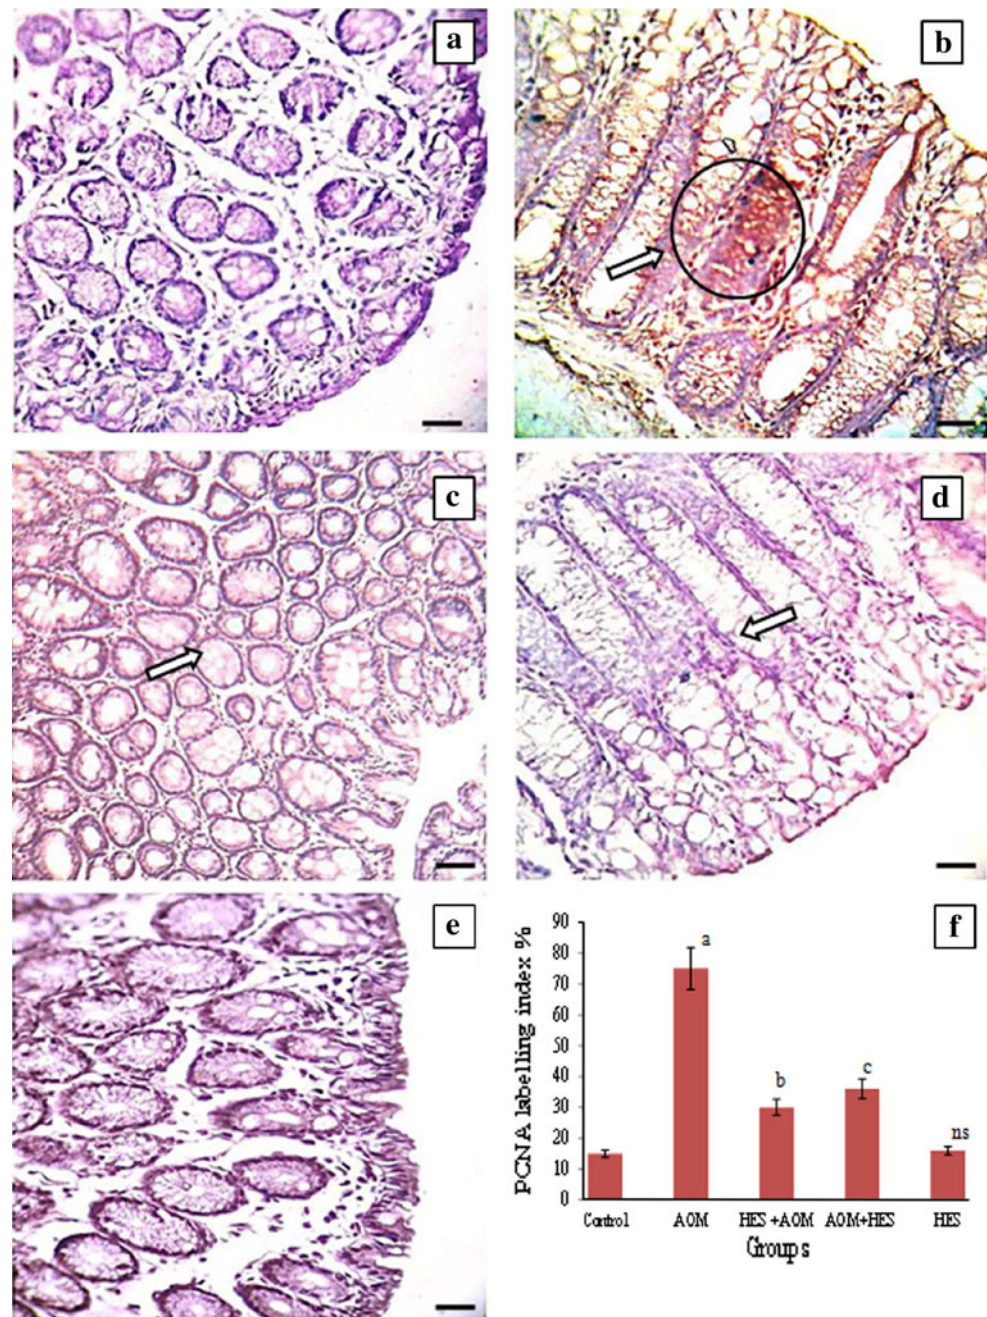 a
b
c
d
e
f
PCNA labelling index %
90
80
70
60
50
40
30
20
10
0
a
b
c
ns
Control AOM HES +AOM AOM+HES HES
Groups